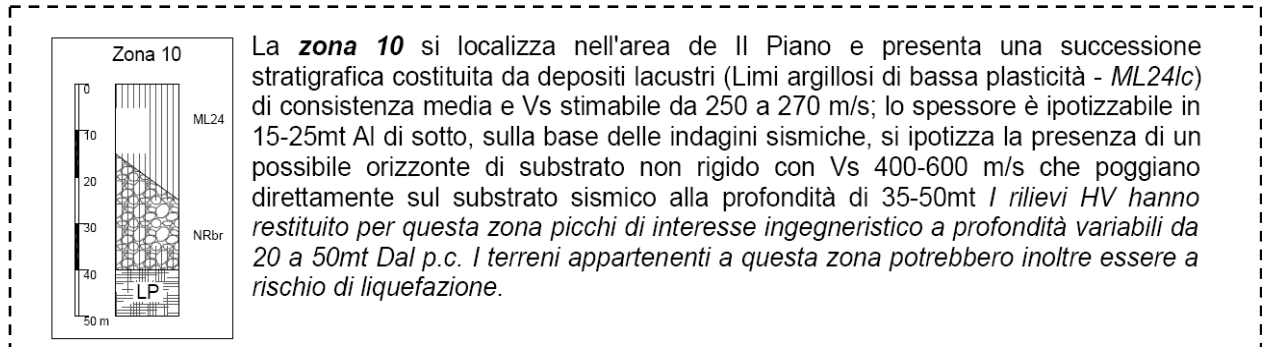 Zona 10
0
10
20
30
40
50 m
ML24
NRbr
LP
La zona 10 si localizza nell'area de Il Piano e presenta una successione
stratigrafica costituita da depositi lacustri (Limi argillosi di bassa plasticità - ML24lc)
di consistenza media e Vs stimabile da 250 a 270 m/s; lo spessore è ipotizzabile in
15-25mt Al di sotto, sulla base delle indagini sismiche, si ipotizza la presenza di un
possibile orizzonte di substrato non rigido con Vs 400-600 m/s che poggiano
direttamente sul substrato sismico alla profondità di 35-50mt I rilievi HV hanno
restituito per questa zona picchi di interesse ingegneristico a profondità variabili da
20 a 50mt Dal p.c. I terreni appartenenti a questa zona potrebbero inoltre essere a
rischio di liquefazione.